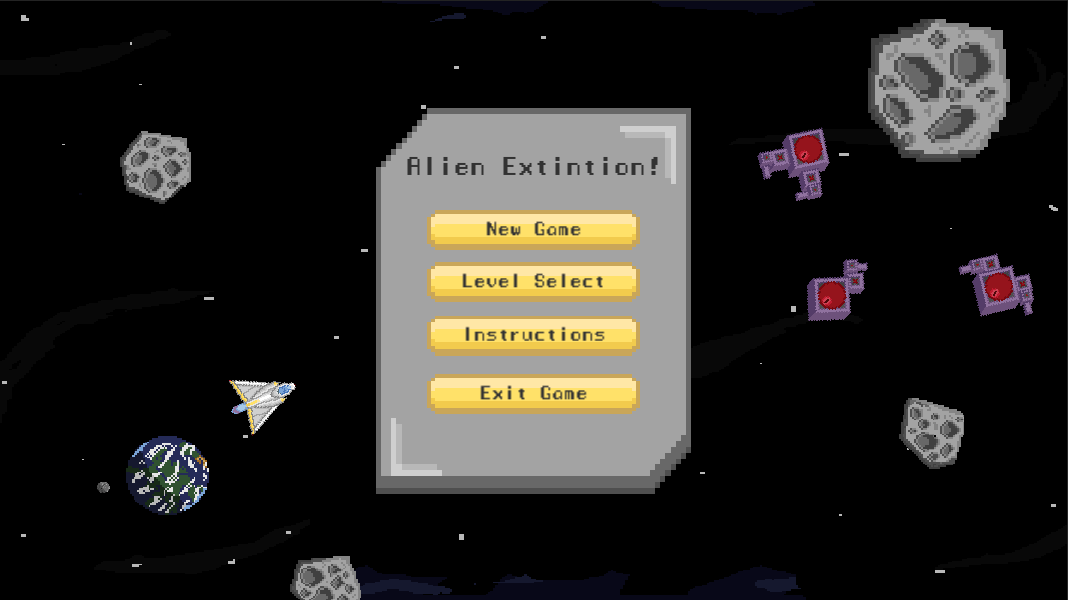 Alien Extintion!
New Game
Level Select
Instructions
Exit Game